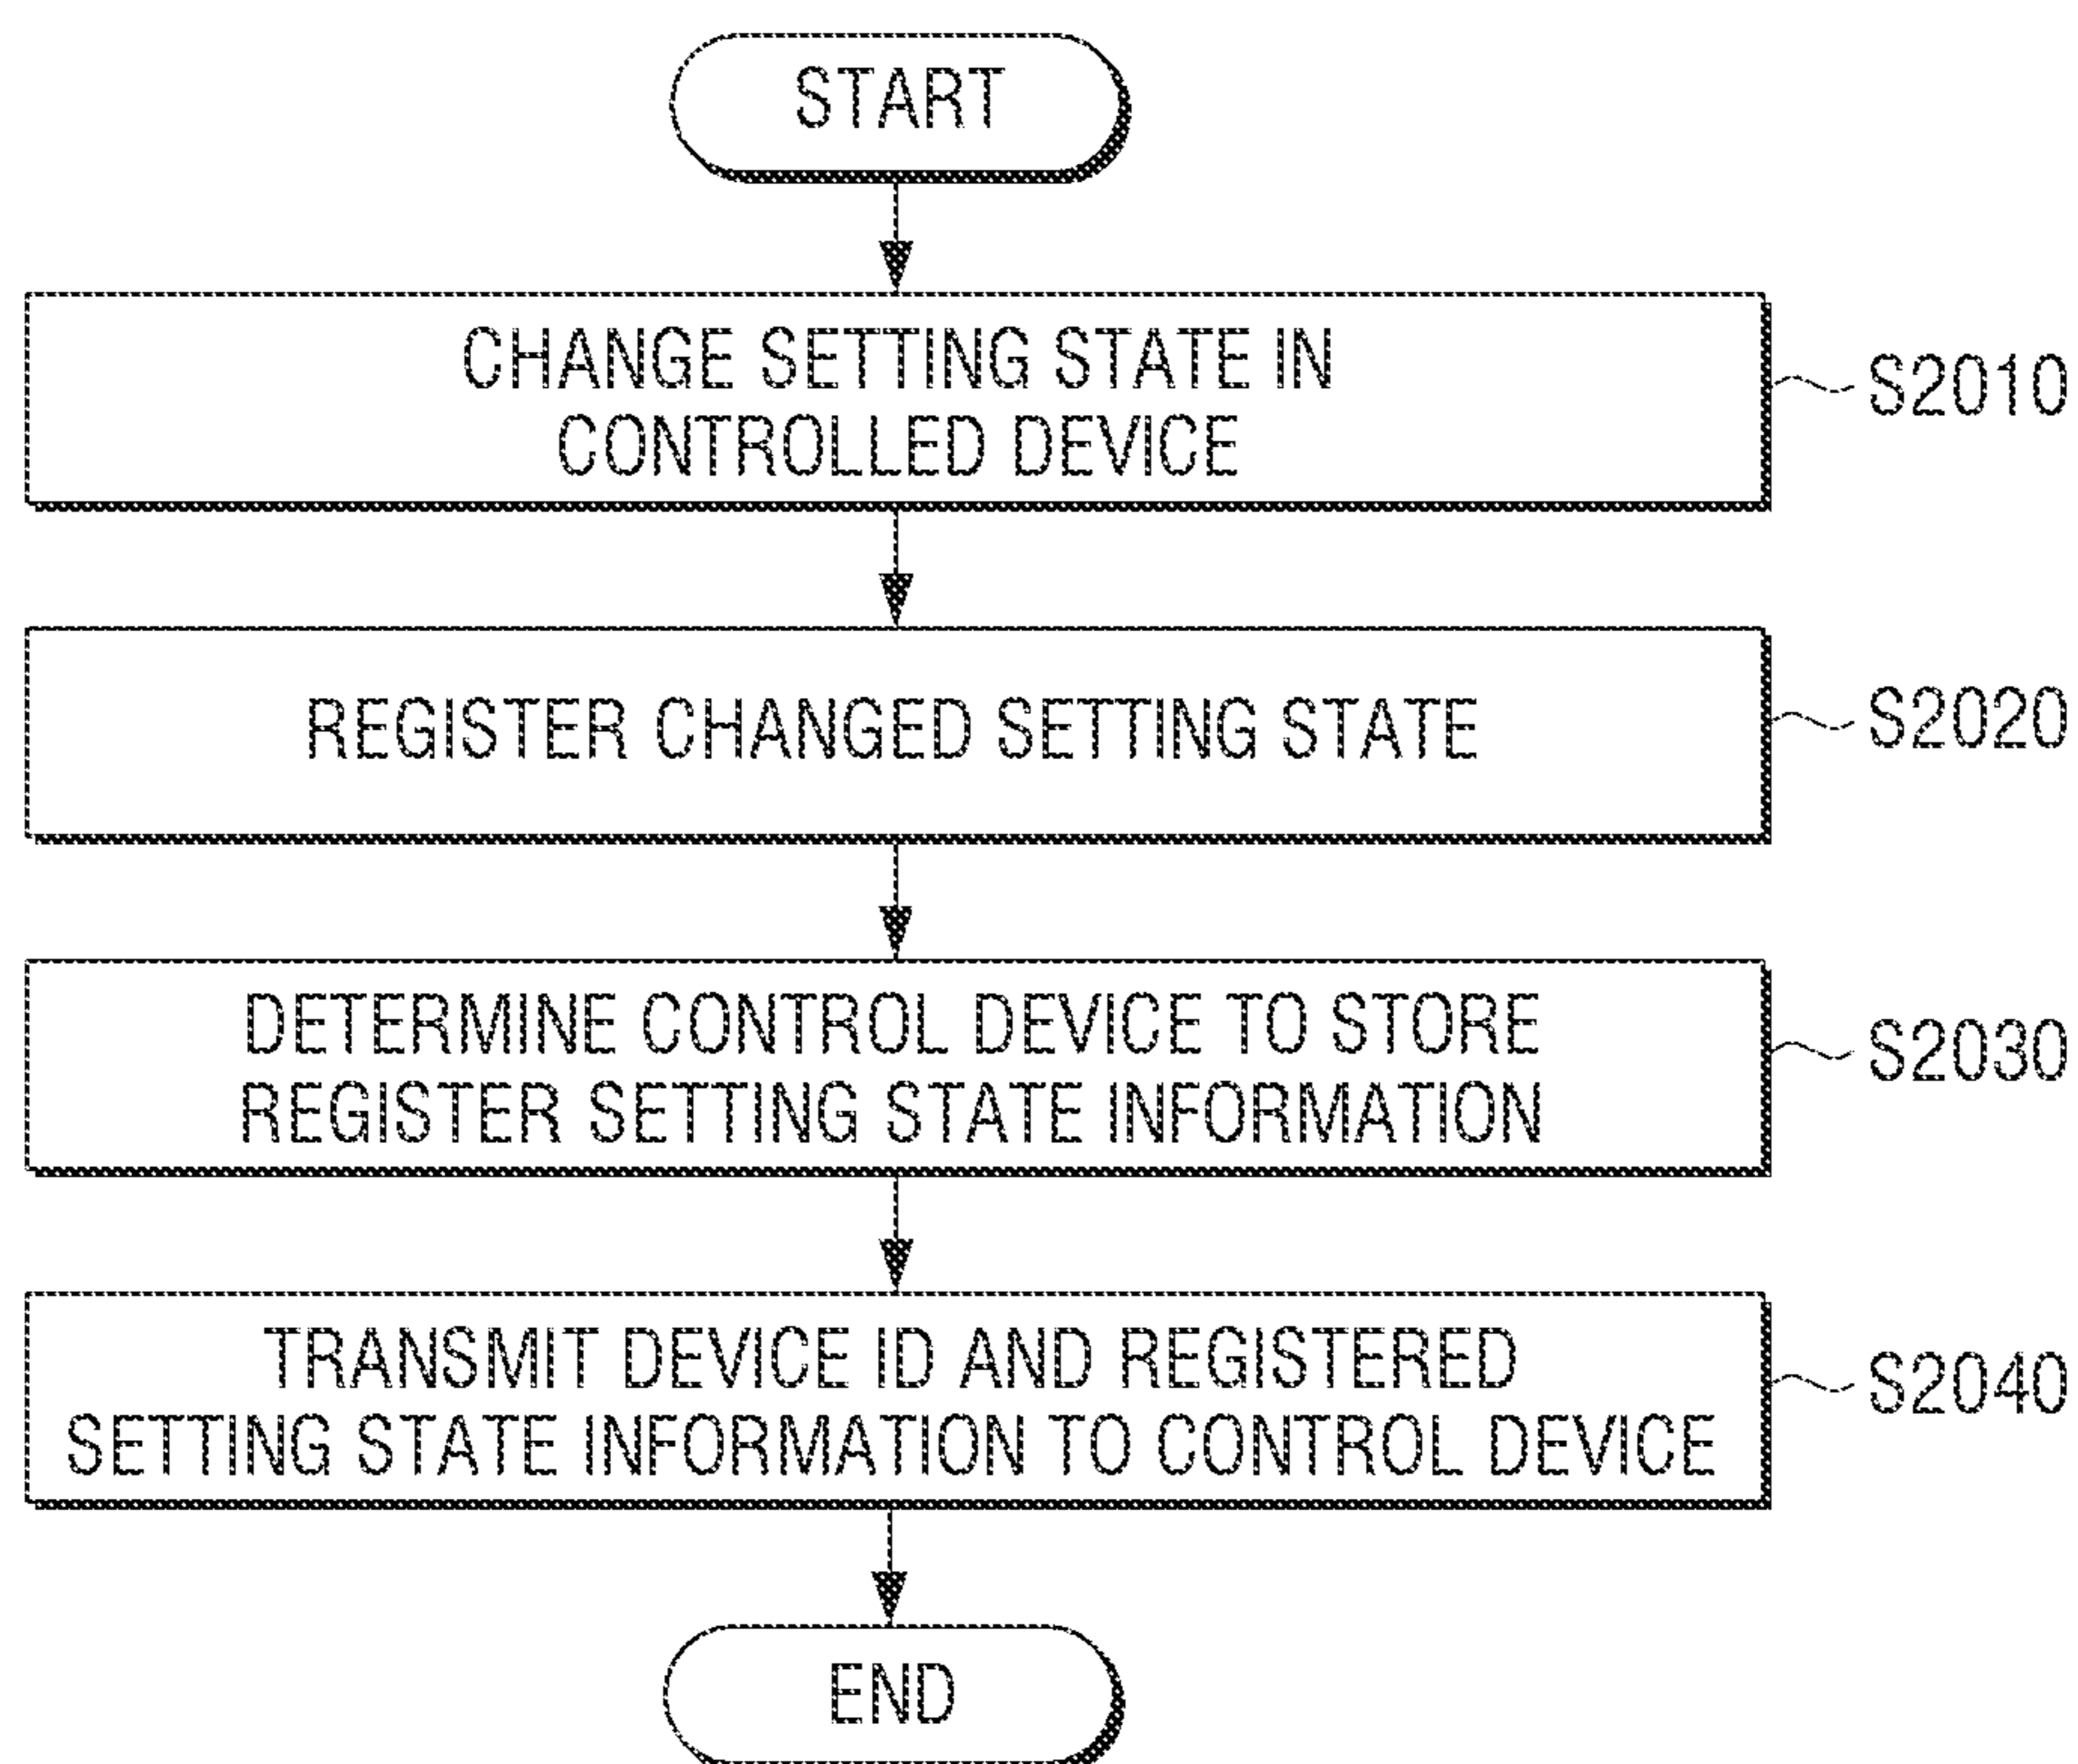 START
CHANGE SETTING STATE IN
CONTROLLED DEVICE
S2010
REGISTER CHANGED SETTING STATE
S2020
DETERMINE CONTROL DEVICE TO STORE
REGISTER SETTING STATE INFORMATION
S2030
TRANSMIT DEVICE ID AND REGISTERED
SETTING STATE INFORMATION TO CONTROL DEVICE
S2040
END